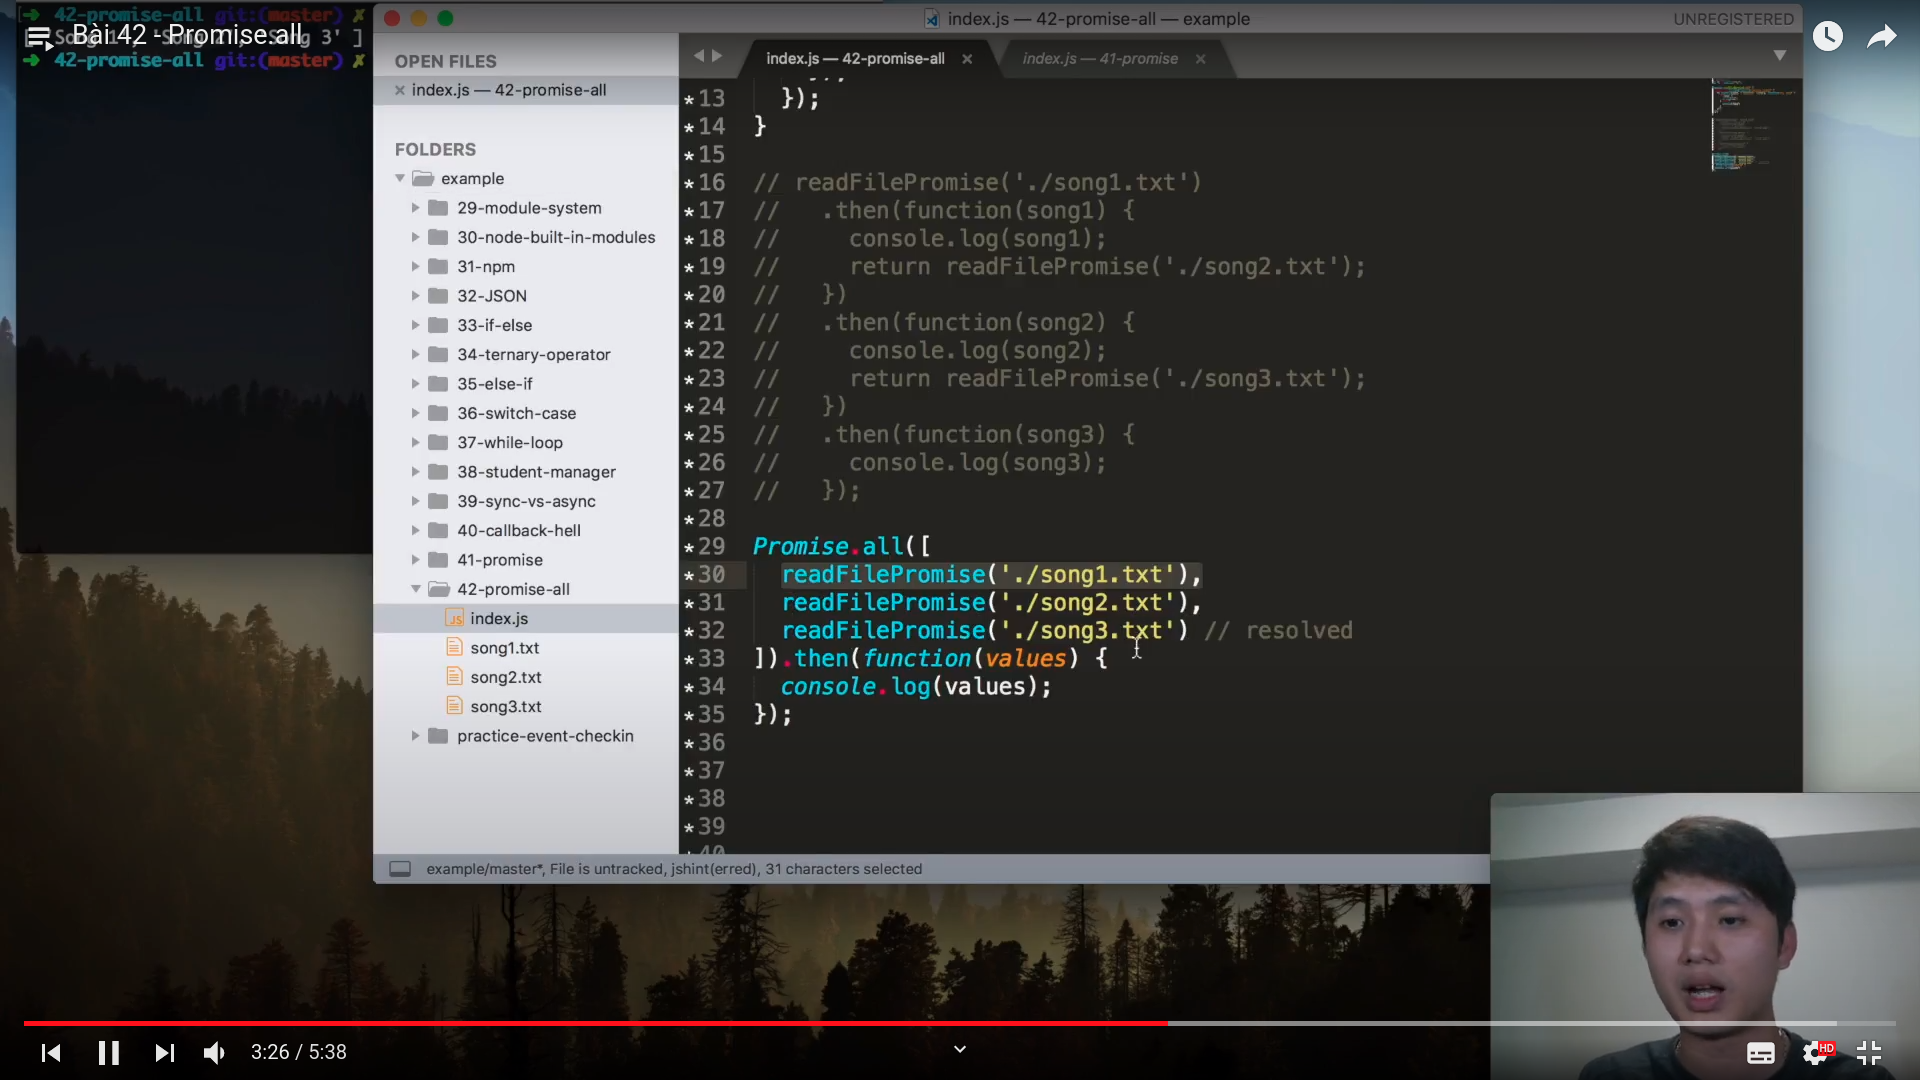 42-promise-all git:(master) ✗
Bài 42 - Promise.all
42-promise-all git:(master) ✗
index.js — 42-promise-all — example
UNREGISTERED
OPEN FILES
index.js — 42-promise-all
FOLDERS
example
29-module-system
30-node-built-in-modules
31-npm
32-JSON
33-if-else
34-ternary-operator
35-else-if
36-switch-case
37-while-loop
38-student-manager
39-sync-vs-async
40-callback-hell
41-promise
42-promise-all
JS index.js
song1.txt
song2.txt
song3.txt
practice-event-checkin
index.js — 42-promise-all
index.js — 41-promise
*13 });
*14 }
*15
*16 // readFilePromise('./song1.txt')
*17 // .then(function(song1) {
*18 // console.log(song1);
*19 // return readFilePromise('./song2.txt');
*20 // })
*21 // .then(function(song2) {
*22 // console.log(song2);
*23 // return readFilePromise('./song3.txt');
*24 // })
*25 // .then(function(song3) {
*26 // console.log(song3);
*27 // });
*28
*29 Promise.all([
*30 readFilePromise('./song1.txt'),
*31 readFilePromise('./song2.txt'),
*32 readFilePromise('./song3.txt') // resolved
*33 ]).then(function(values) {
*34 console.log(values);
*35 });
*36
*37
*38
*39
*40
example/master*, File is untracked, jshint(erred), 31 characters selected
3:26 / 5:38
HD